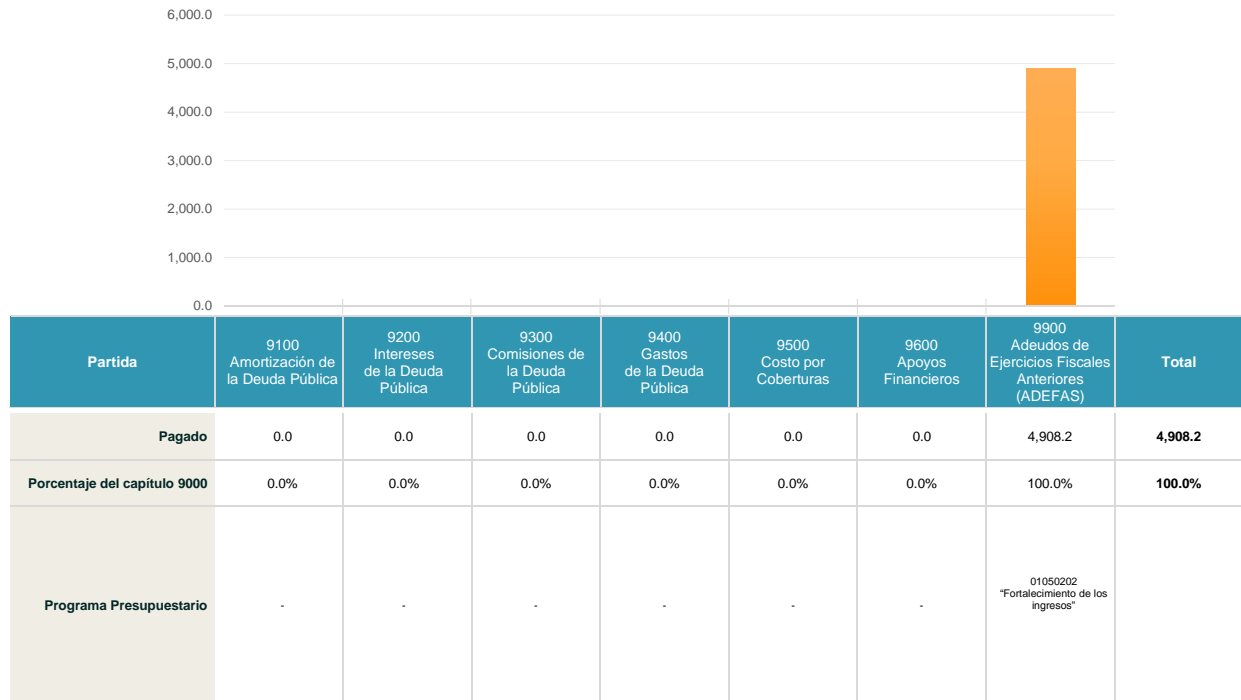 6,000.0
5,000.0
4,000.0
3,000.0
2,000.0
1,000.0
0.0
Partida
9100
Amortización de
la Deuda Pública
9200
Intereses
de la Deuda
Pública
9300
Comisiones de
la Deuda
Pública
9400
Gastos
de la Deuda
Pública
9500
Costo por
Coberturas
9600
Apoyos
Financieros
9900
Adeudos de
Ejercicios Fiscales
Anteriores
(ADEFAS)
Total
Pagado 0.0 0.0 0.0 0.0 0.0 0.0 4,908.2 4,908.2
Porcentaje del capítulo 9000 0.0% 0.0% 0.0% 0.0% 0.0% 0.0% 100.0% 100.0%
Programa Presupuestario - - - - - -
01050202
“Fortalecimiento de los
ingresos”